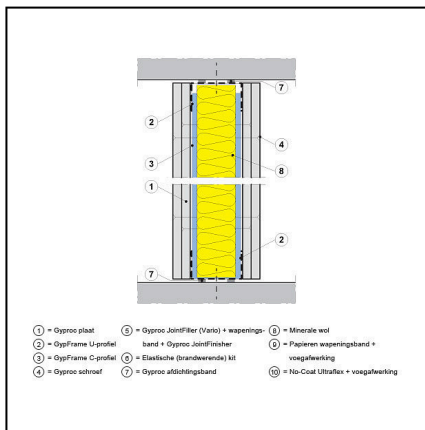 7
2
4
3
8
1
2
7
1 = Gyproc plaat
2 = GypFrame U-profiel
3 = GypFrame C-profiel
4 = Gyproc schroef
5 = Gyproc JointFiller (Vario) + wapenings-
band + Gyproc JointFinisher
6 = Elastische (brandwerende) kit
7 = Gyproc afdichtingsband
8 = Minerale wol
9 = Papieren wapeningsband +
voegafwerking
10 = No-Coat Ultraflex + voegafwerking